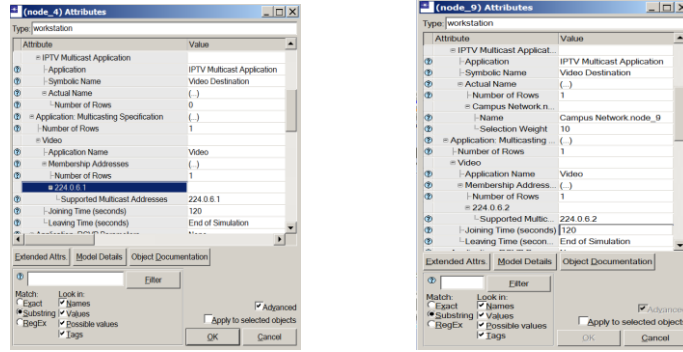 (node_4) Attributes
Type: workstation
Attribute Value
IPTV Multicast Application
Application IPTV Multicast Application
Symbolic Name Video Destination
Actual Name (...)
Number of Rows 0
Application: Multicasting Specification (...)
Number of Rows 1
Video
Application Name Video
Membership Addresses (...)
Number of Rows 1
224.0.6.1
Supported Multicast Addresses 224.0.6.1
Joining Time (seconds) 120
Leaving Time (seconds) End of Simulation
Extended Attrs. Model Details Object Documentation
Filter
Match: Look in:
Exact Names
Substring Values
RegEx Possible values
Tags
Advanced
Apply to selected objects
OK Cancel
(node_9) Attributes
Type: workstation
Attribute Value
IPTV Multicast Applicat...
Application IPTV Multicast Application
Symbolic Name Video Destination
Actual Name (...)
Number of Rows 1
Campus Network.n...
Name Campus Network.node_9
Selection Weight 10
Application: Multicasting ... (...)
Number of Rows 1
Video
Application Name Video
Membership Address... (...)
Number of Rows 1
224.0.6.2
Supported Multic... 224.0.6.2
Joining Time (seconds) 120
Leaving Time (secon... End of Simulation
Extended Attrs. Model Details Object Documentation
Filter
Match: Look in:
Exact Names
Substring Values
RegEx Possible values
Tags
Advanced
Apply to selected objects
OK Cancel